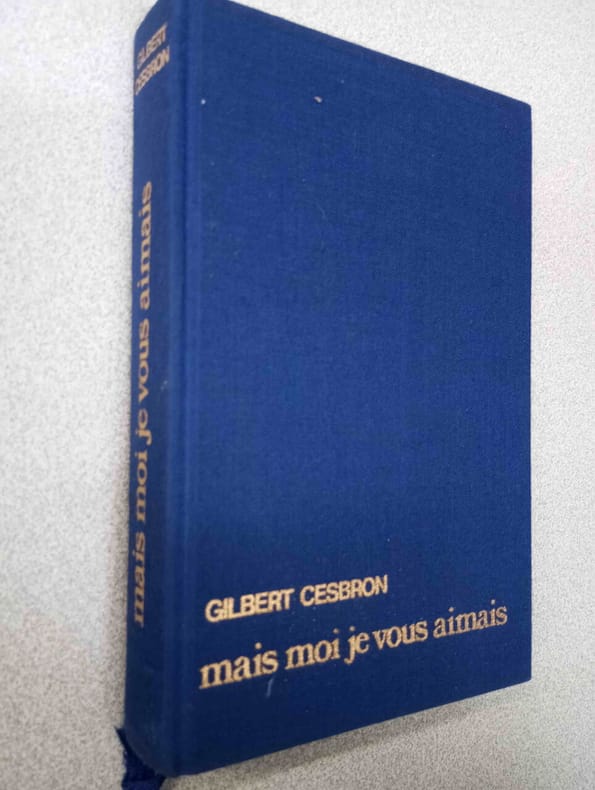 GILBERT
CESBRON
mais moi je vous aimais
GILBERT CESBRON
mais moi je vous aimais